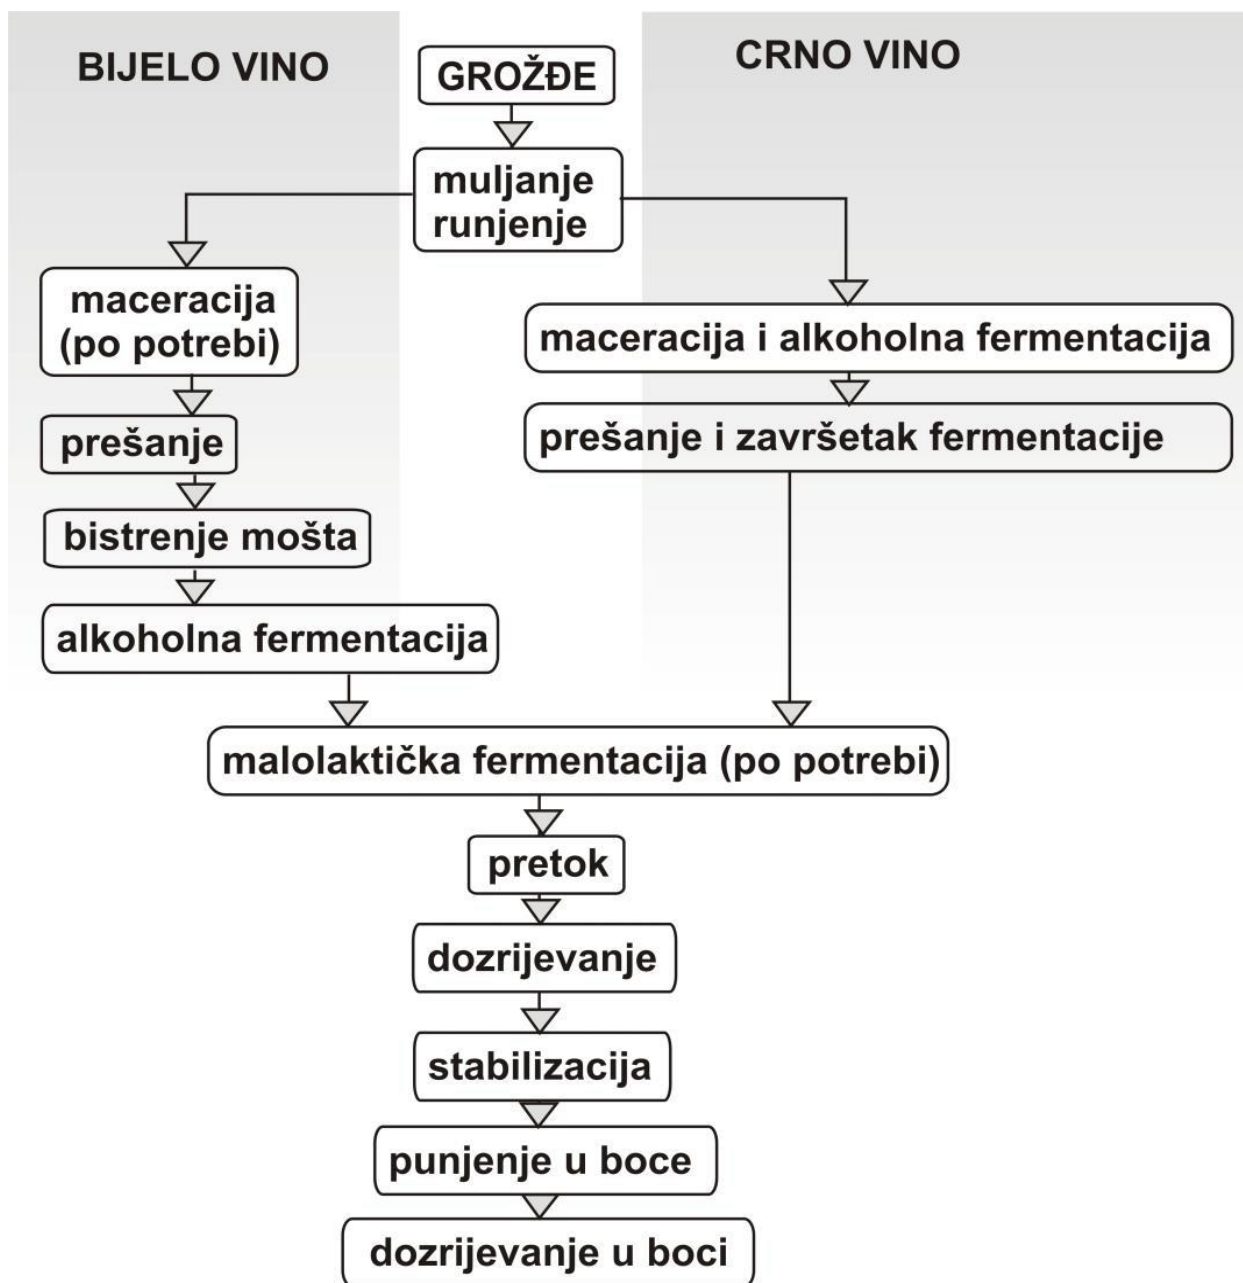 BIJELO VINO
GROŽĐE
CRNO VINO
muljanje
runjenje
maceracija
(po potrebi)
prešanje
bistrenje mošta
alkoholna fermentacija
maceracija i alkoholna fermentacija
prešanje i završetak fermentacije
malolaktička fermentacija (po potrebi)
pretok
dozrijevanje
stabilizacija
punjenje u boce
dozrijevanje u boci